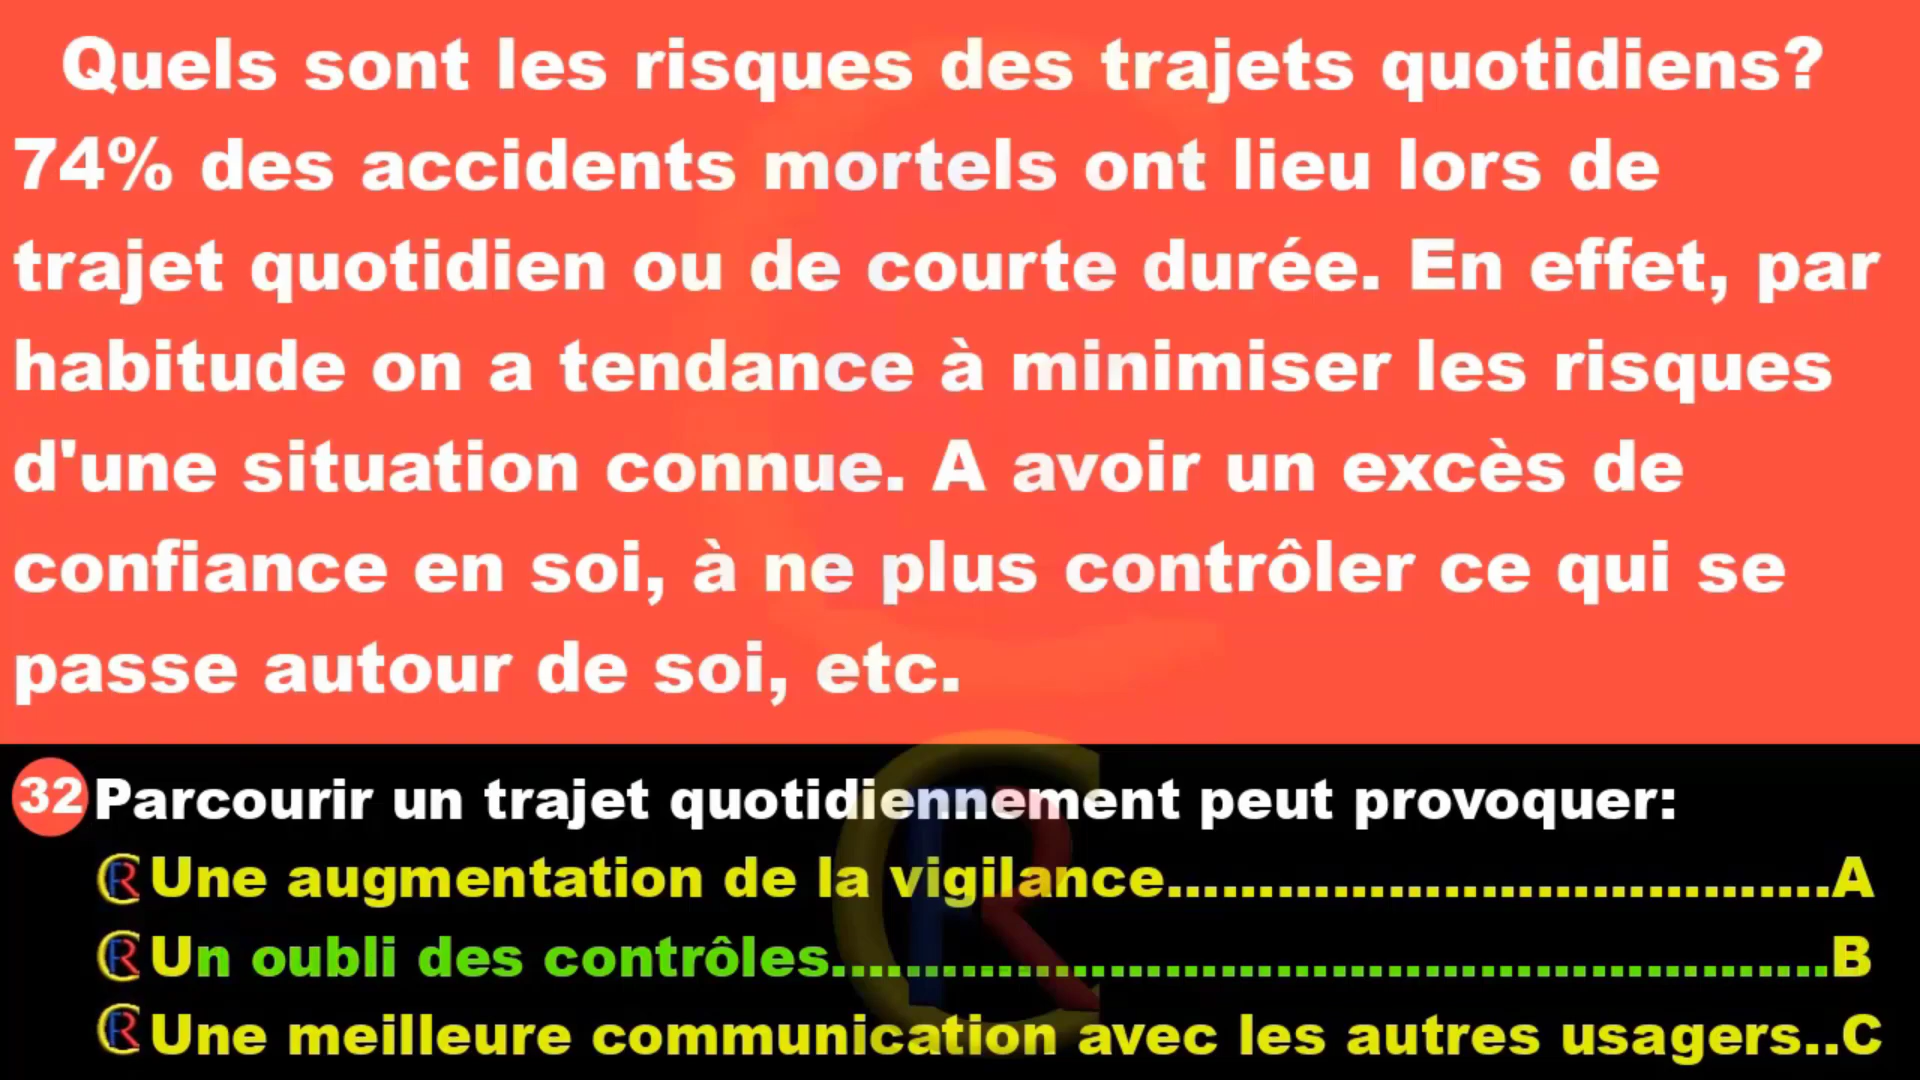 Quels sont les risques des trajets quotidiens?
74% des accidents mortels ont lieu lors de
trajet quotidien ou de courte durée. En effet, par
habitude on a tendance à minimiser les risques
d'une situation connue. A avoir un excès de
confiance en soi, à ne plus contrôler ce qui se
passe autour de soi, etc.
32 Parcourir un trajet quotidiennement peut provoquer:
CR Une augmentation de la vigilance....................................A
CR Un oubli des contrôles......................................................B
CR Une meilleure communication avec les autres usagers..C